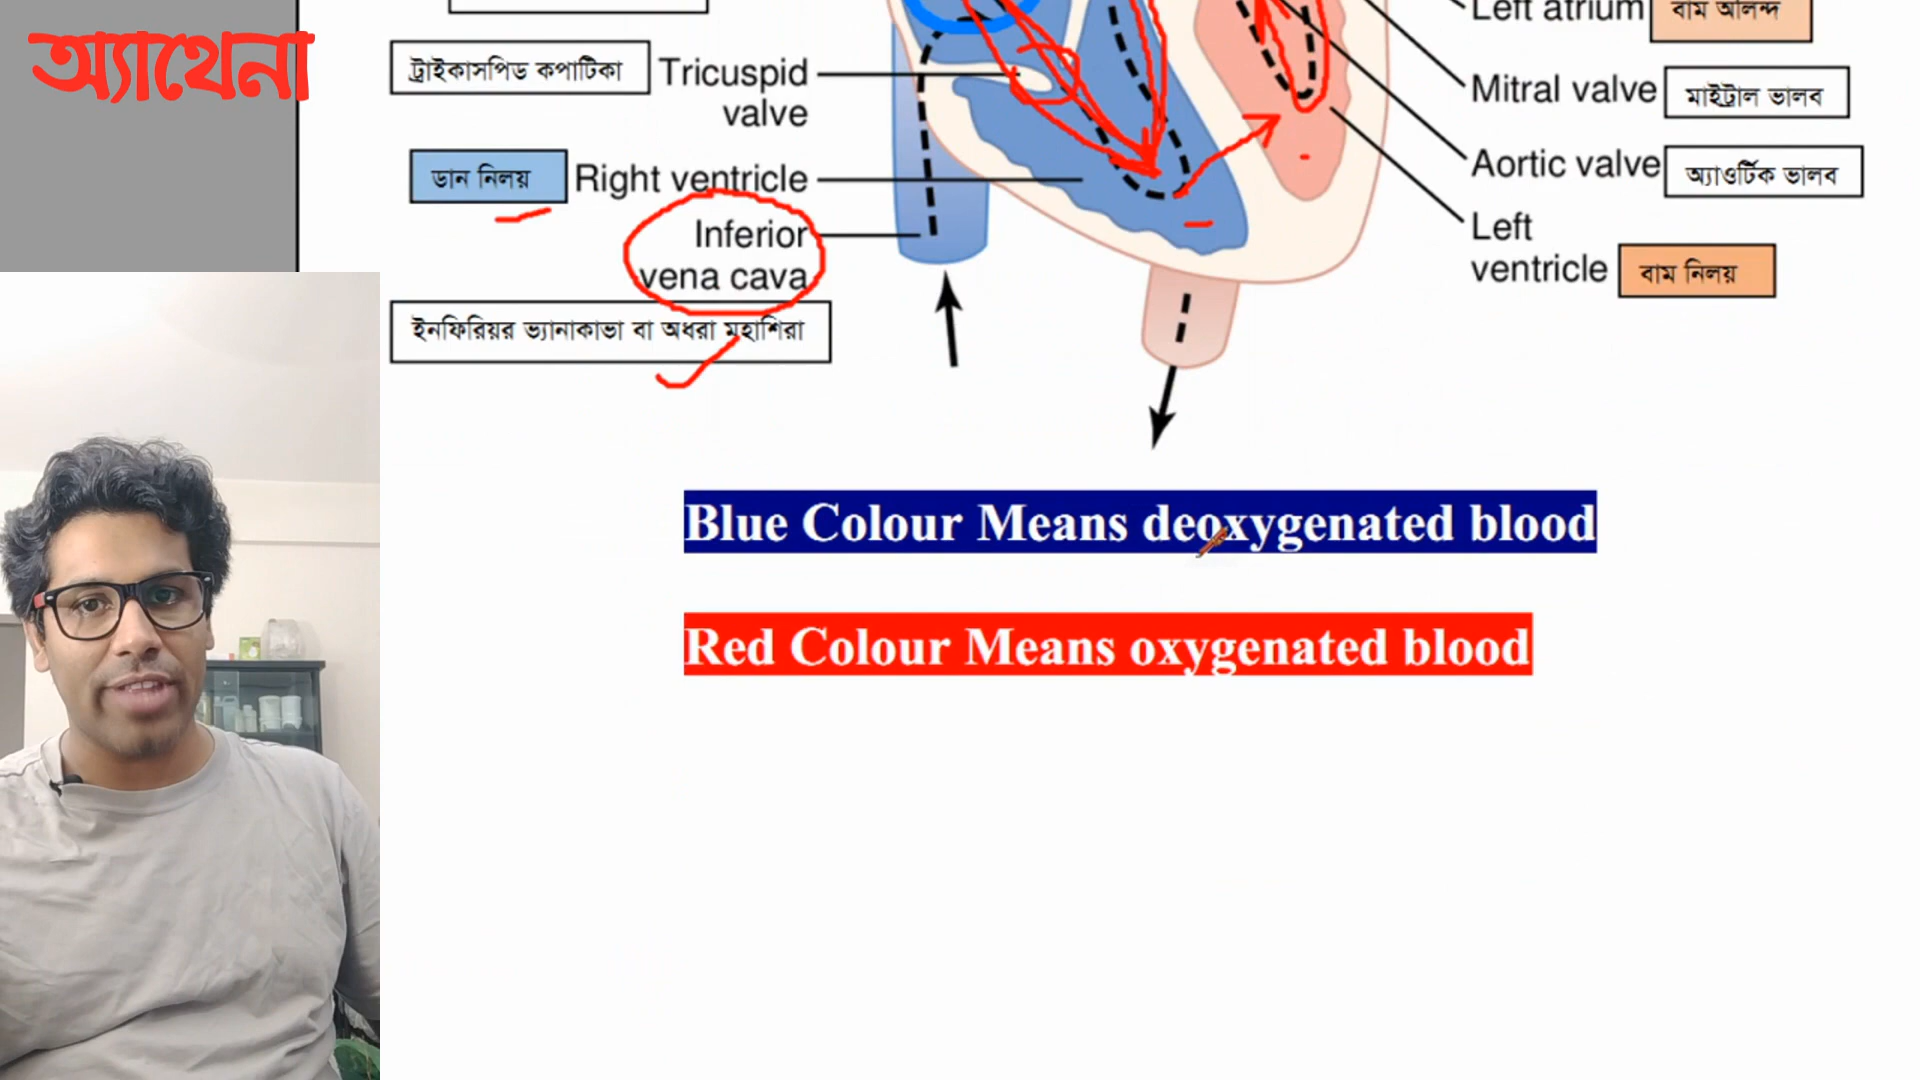 অ্যাথেনা
Left atrium
বাম অলিন্দ
ট্রাইকাসপিড কপাটিকা
Tricuspid
valve
Mitral valve
মাইট্রাল ভালব
Aortic valve
অ্যাওর্টিক ভালব
ডান নিলয়
Right ventricle
Inferior
vena cava
Left
ventricle
বাম নিলয়
ইনফিরিয়র ভ্যানাকাভা বা অধরা মহাশিরা
Blue Colour Means deoxygenated blood
Red Colour Means oxygenated blood